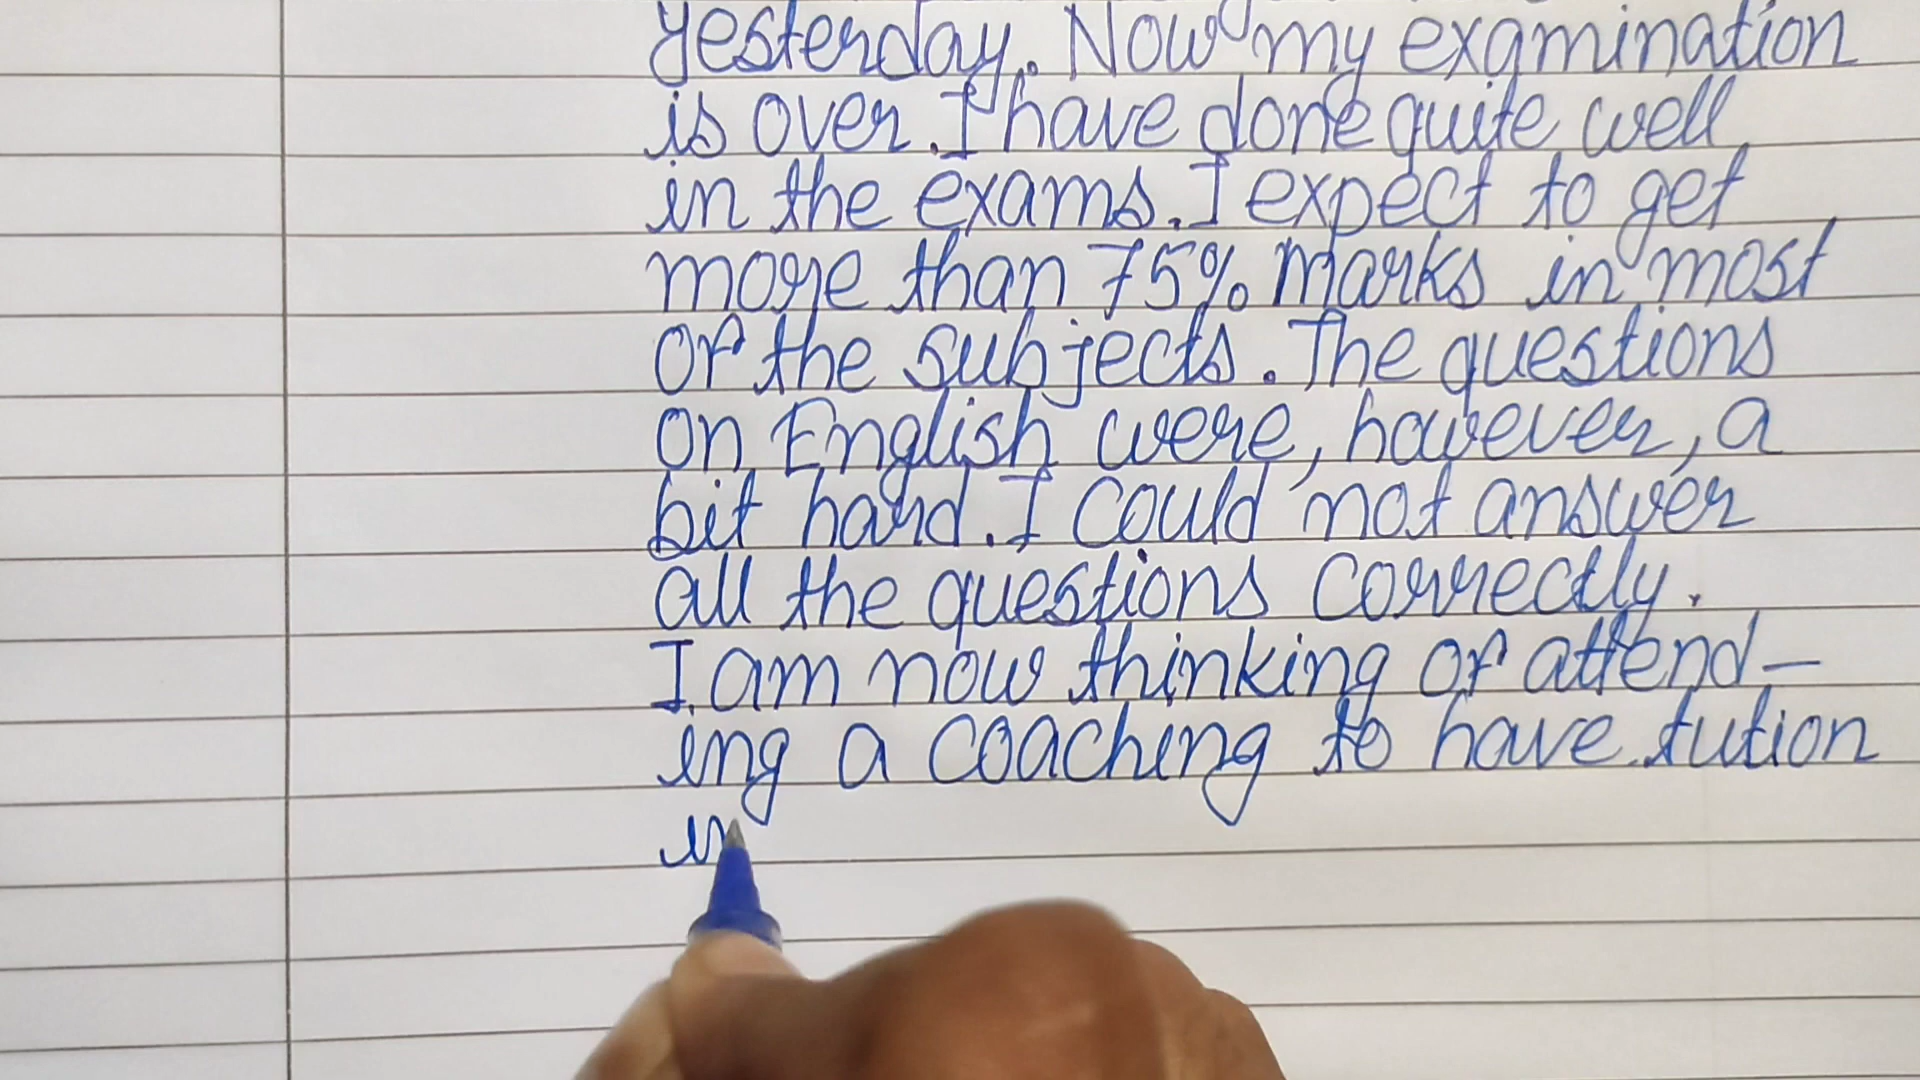 yesterday. Now my examination
is over. I have done quite well
in the exams. I expect to get
more than 75% marks in most
of the subjects. The questions
on English were, however, a
bit hard. I could not answer
all the questions correctly.
I am now thinking of attend-
ing a coaching to have tution
in